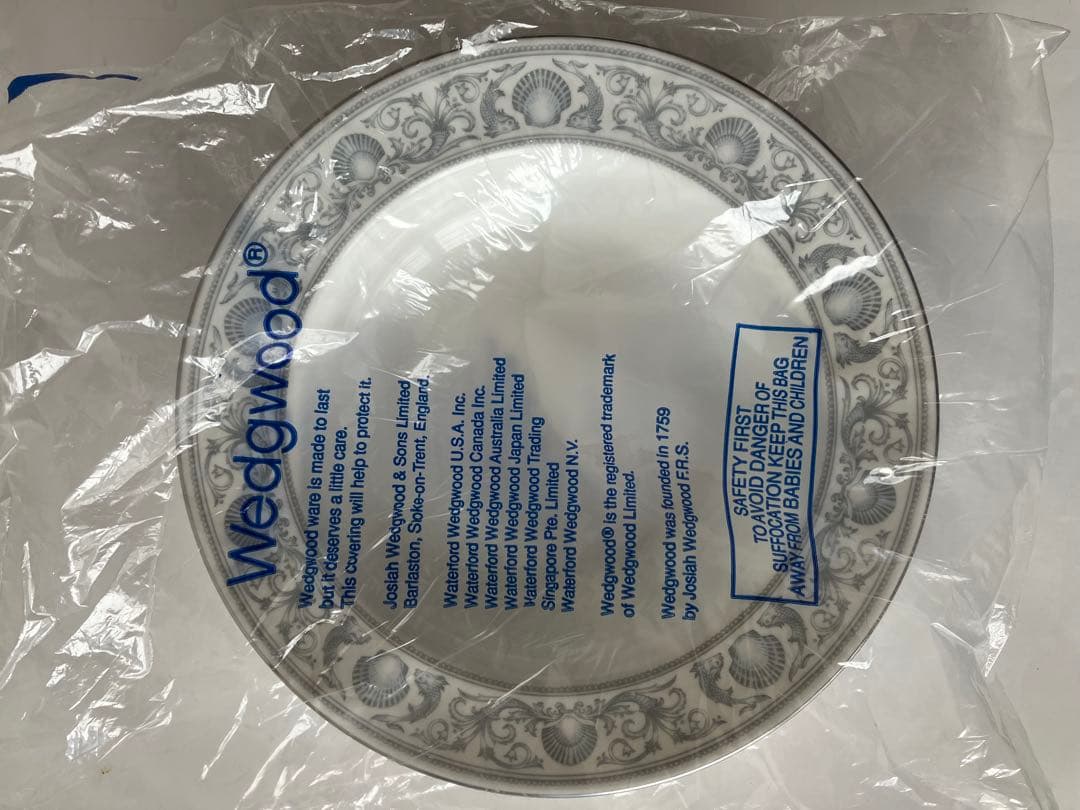 Wedgwood®
Wedgwood ware is made to last
but it deserves a little care.
This covering will help to protect it.
Josiah Wedgwood & Sons Limited
Barlaston, Soke-on-Trent, England
Waterford Wedgwood U.S.A. Inc.
Waterford Wedgwood Canada Inc.
Waterford Wedgwood Australia Limited
Waterford Wedgwood Japan Limited
Waterford Wedgwood Trading
Singapore Pte. Limited
Waterford Wedgwood N.V.
Wedgwood® is the registered trademark
of Wedgwood Limited.
Wedgwood was founded in 1759
by Josiah Wedgwood F.R.S.
SAFETY FIRST
TO AVOID DANGER OF
SUFFOCATION KEEP THIS BAG
AWAY FROM BABIES AND CHILDREN